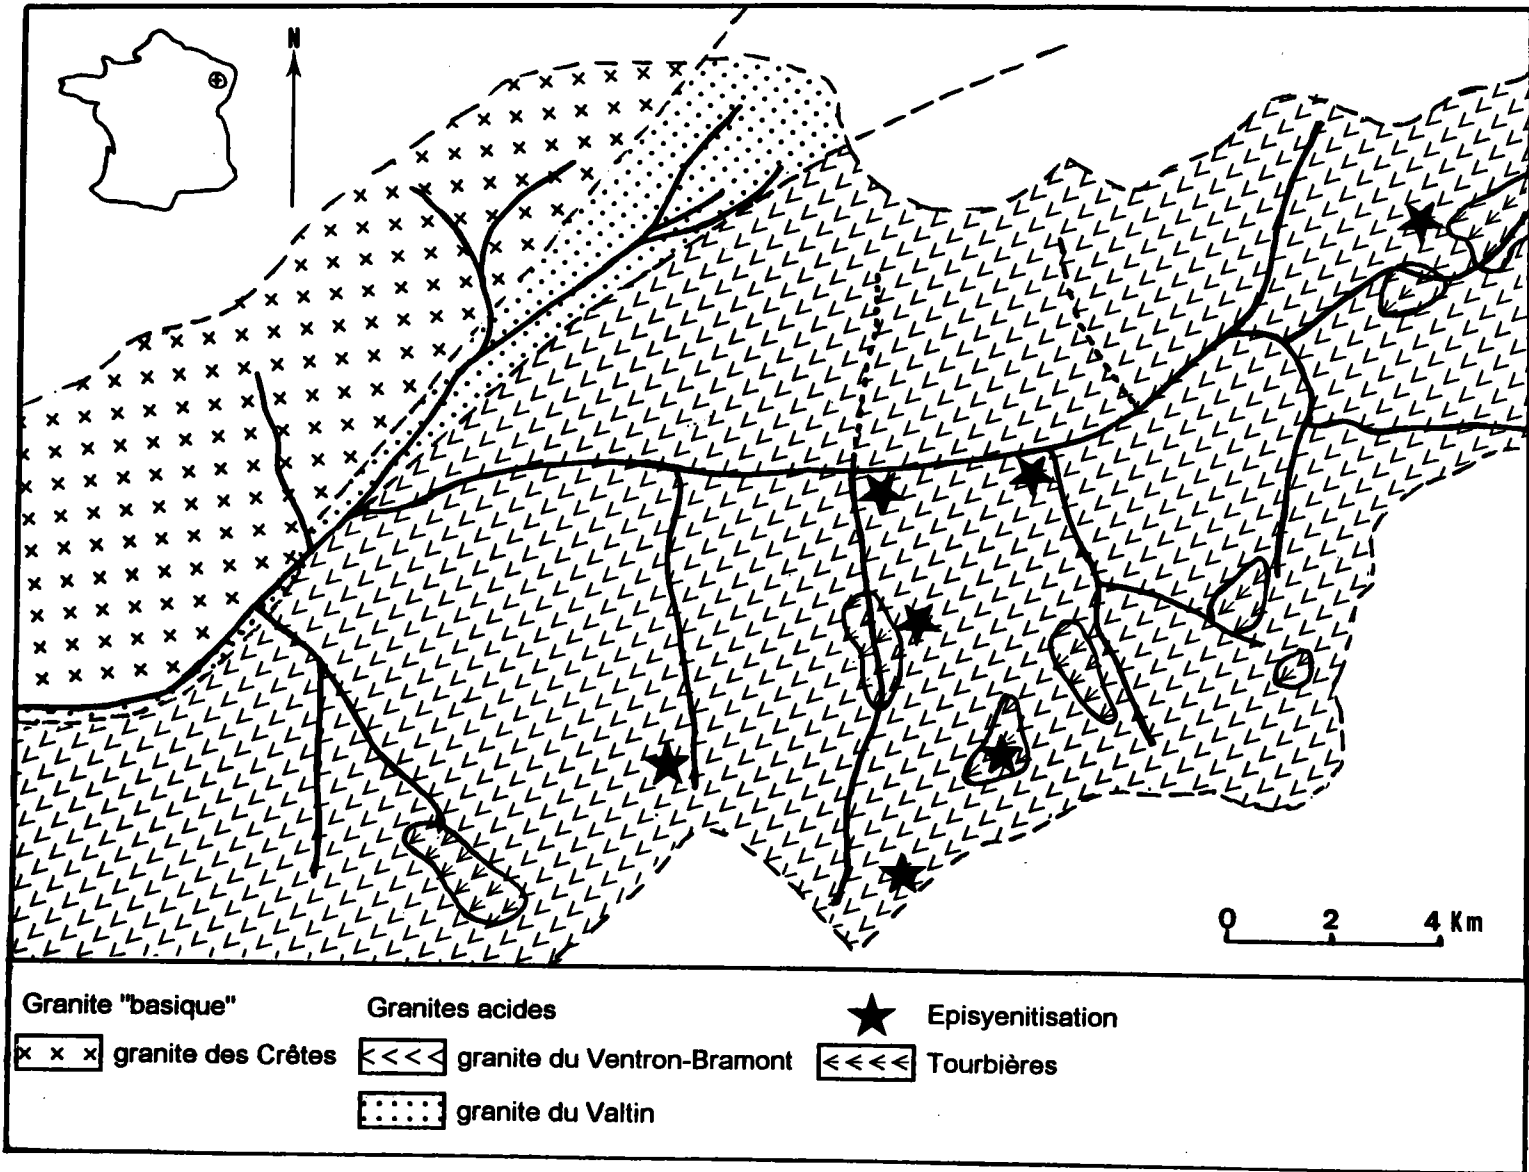 N
0 2 4 Km
Granite "basique" Granites acides Episyenitisation
granite des Crêtes granite du Ventron-Bramont Tourbières
granite du Valtin